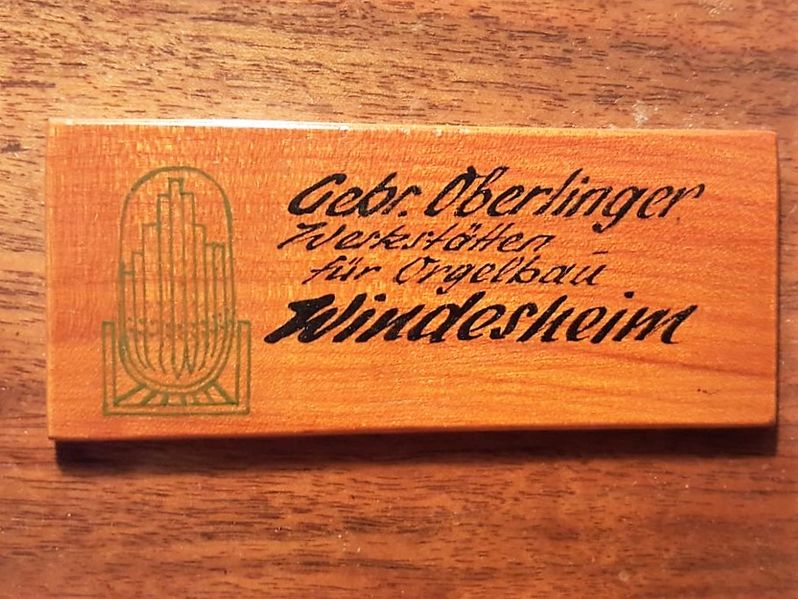 Gebr. Oberlinger
Werkstätten
für Orgelbau
Windesheim